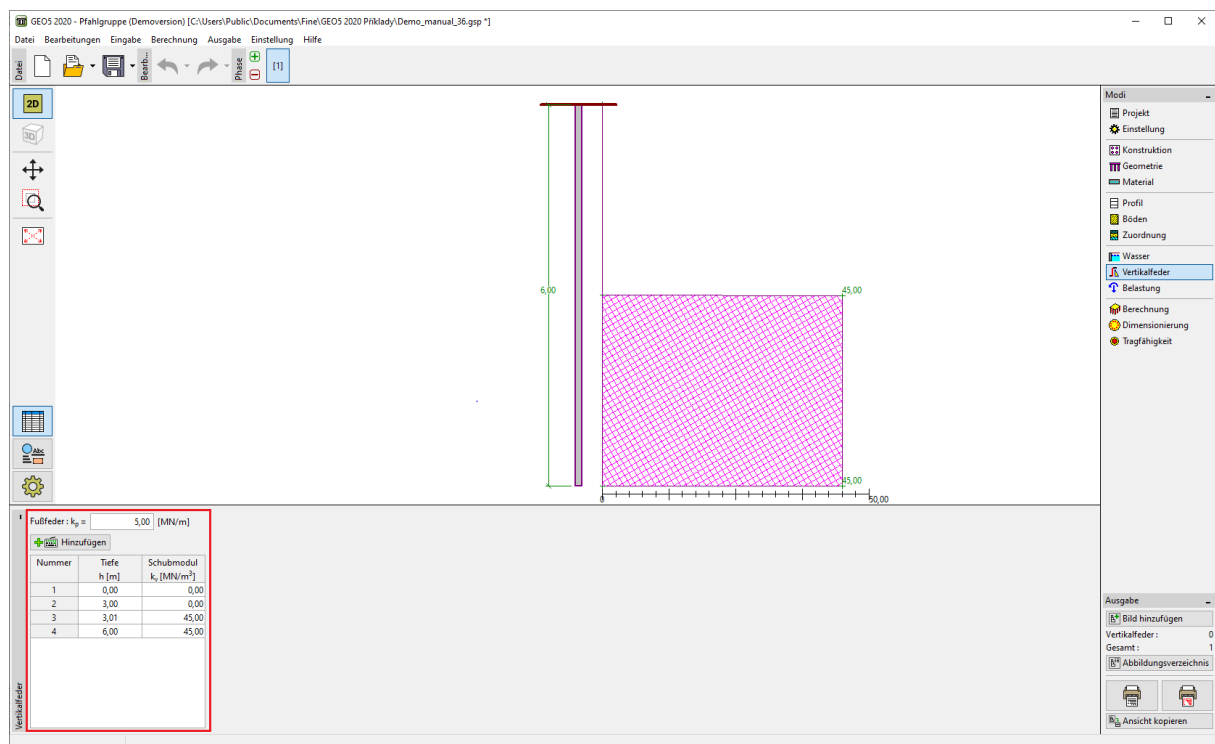 GEO5 2020 - Pfahlgruppe (Demoversion) [C:\Users\Public\Documents\Fine\GEO5 2020 Příklady\Demo_manual_36.gsp *]
Datei Bearbeitungen Eingabe Berechnung Ausgabe Einstellung Hilfe
Datei
Bearb...
Phase
[1]
2D
3D
Abc
6,00
45,00
45,00
0
50,00
Modi
Projekt
Einstellung
Konstruktion
Geometrie
Material
Profil
Böden
Zuordnung
Wasser
Vertikalfeder
Belastung
Berechnung
Dimensionierung
Tragfähigkeit
Vertikalfeder
Fußfeder : kp = 5,00 [MN/m]
Hinzufügen
Nummer Tiefe Schubmodul
h [m] kv [MN/m³]
1 0,00 0,00
2 3,00 0,00
3 3,01 45,00
4 6,00 45,00
Ausgabe
Bild hinzufügen
Vertikalfeder : 0
Gesamt : 1
Abbildungsverzeichnis
Ansicht kopieren